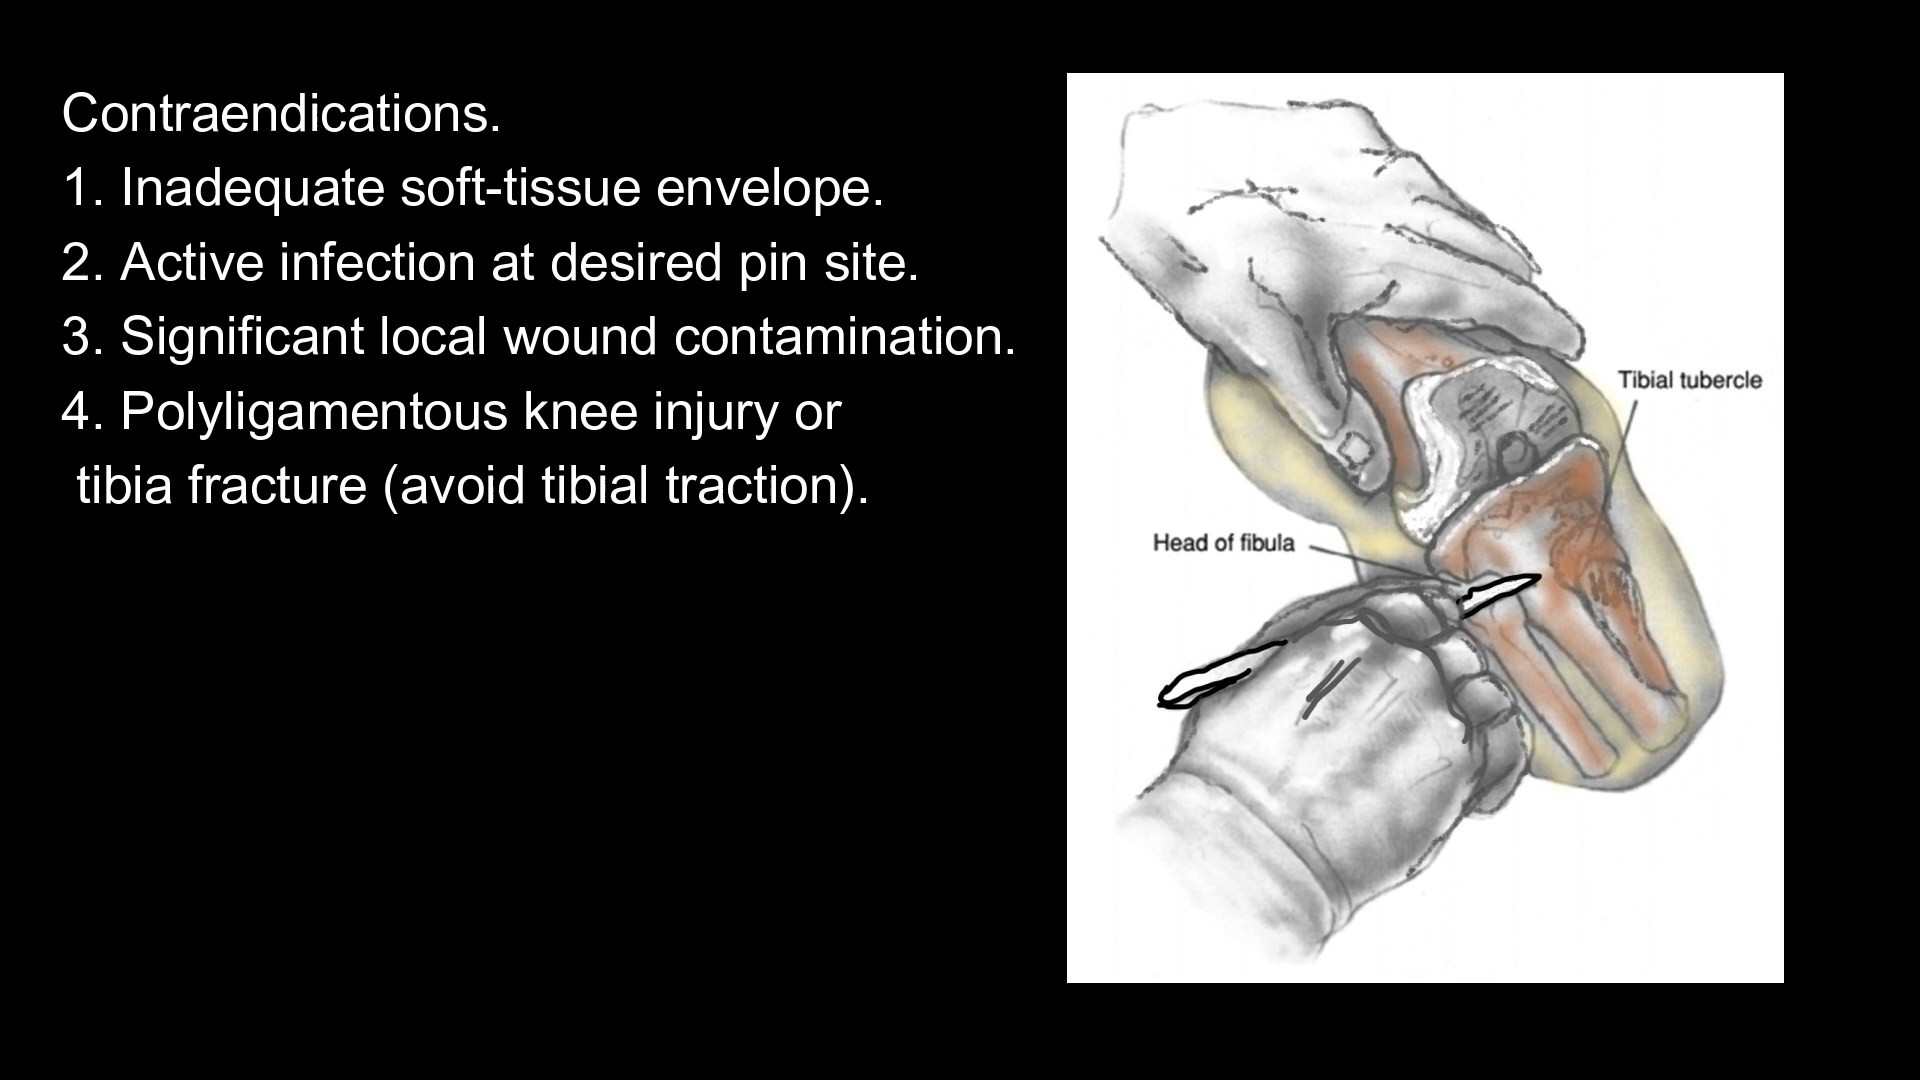 Contraendications.
1. Inadequate soft-tissue envelope.
2. Active infection at desired pin site.
3. Significant local wound contamination.
4. Polyligamentous knee injury or
tibia fracture (avoid tibial traction).
Tibial tubercle
Head of fibula